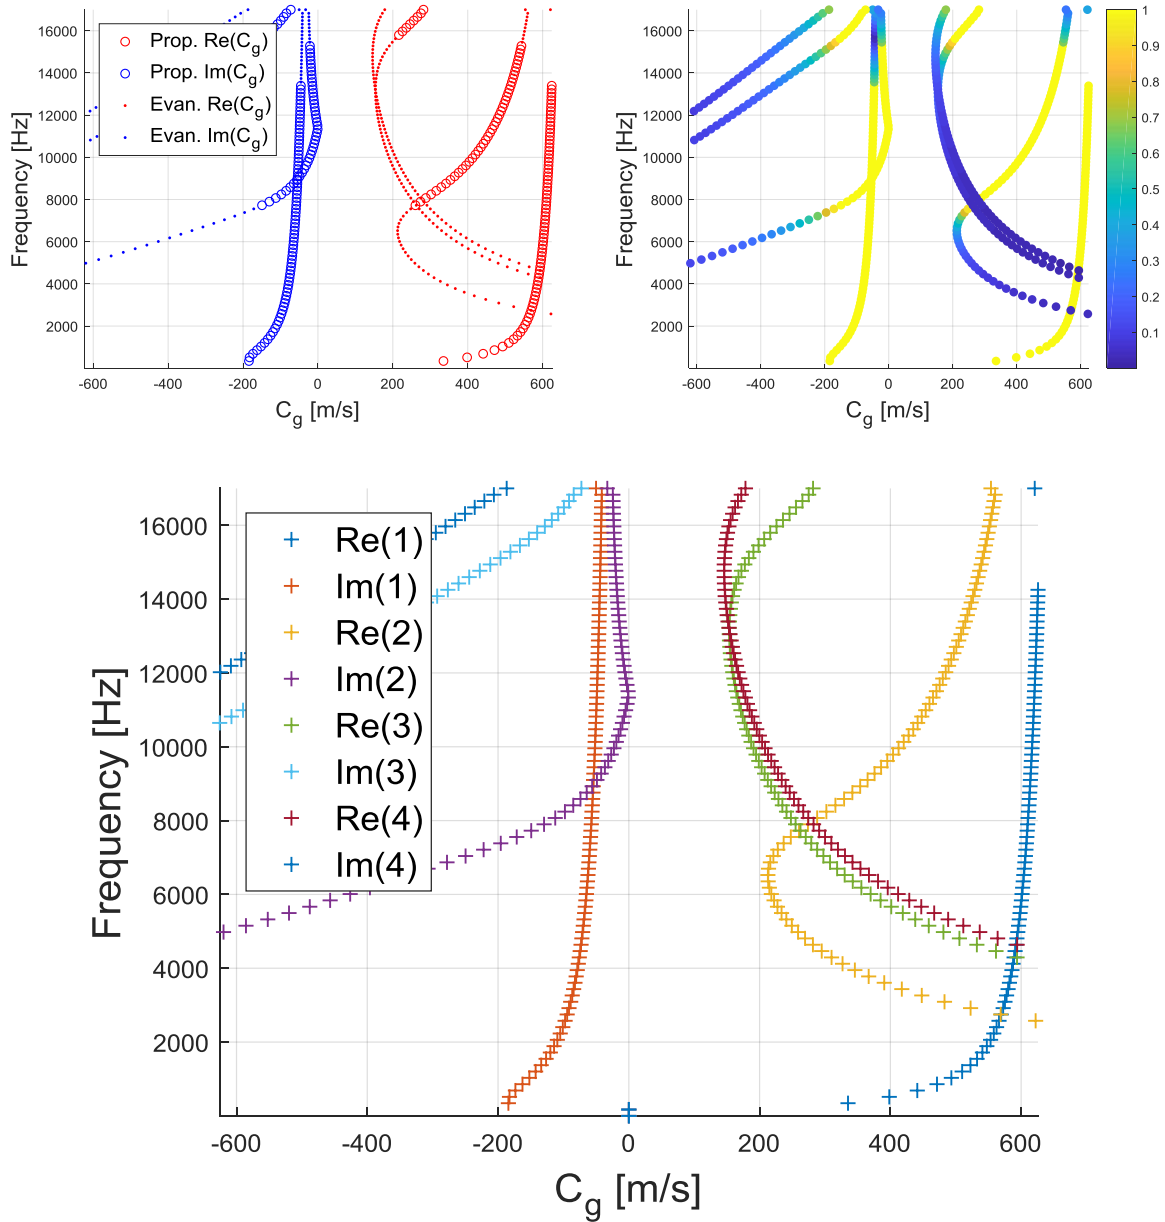 16000
14000
12000
10000
8000
6000
4000
2000
Frequency [Hz]
Prop. Re(Cg)
Prop. Im(Cg)
Evan. Re(Cg)
Evan. Im(Cg)
-600 -400 -200 0 200 400 600
Cg [m/s]
16000
14000
12000
10000
8000
6000
4000
2000
Frequency [Hz]
-600 -400 -200 0 200 400 600
Cg [m/s]
1
0.9
0.8
0.7
0.6
0.5
0.4
0.3
0.2
0.1
16000
14000
12000
10000
8000
6000
4000
2000
Frequency [Hz]
Re(1)
Im(1)
Re(2)
Im(2)
Re(3)
Im(3)
Re(4)
Im(4)
-600 -400 -200 0 200 400 600
Cg [m/s]